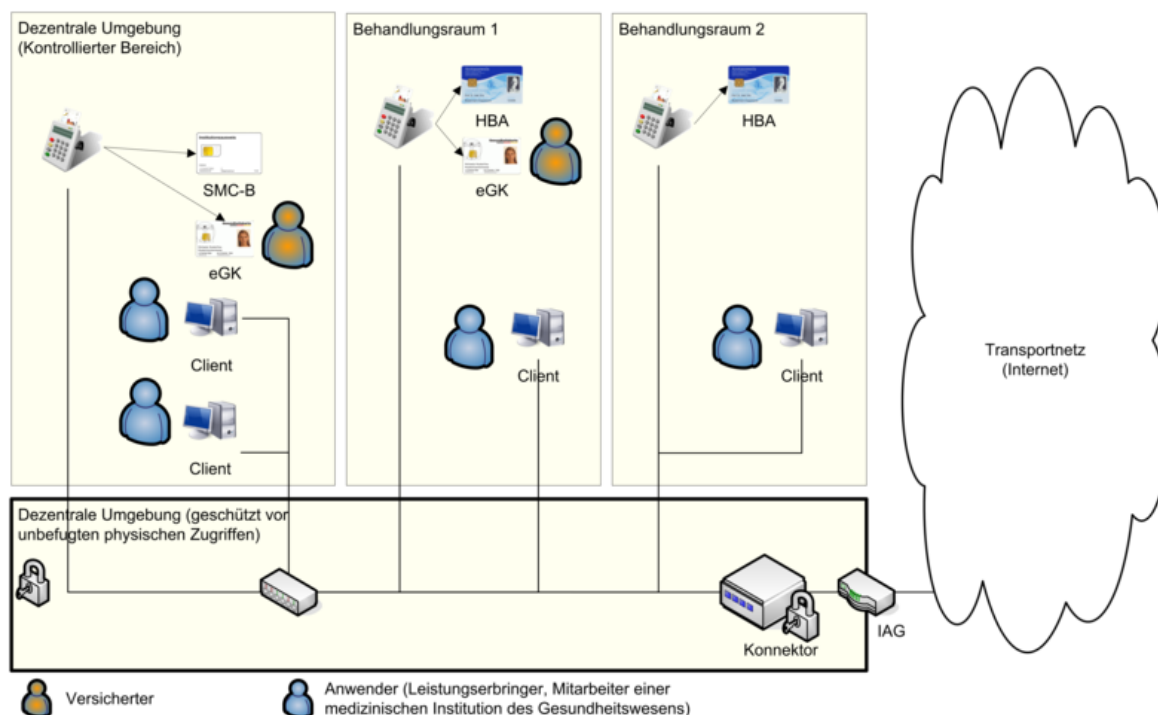 Dezentrale Umgebung
(Kontrollierter Bereich)
SMC-B
eGK
Client
Client
Behandlungsraum 1
HBA
eGK
Client
Behandlungsraum 2
HBA
Client
Transportnetz
(Internet)
Dezentrale Umgebung (geschützt vor
unbefugten physischen Zugriffen)
Konnektor
IAG
Versicherter
Anwender (Leistungserbringer, Mitarbeiter einer
medizinischen Institution des Gesundheitswesens)